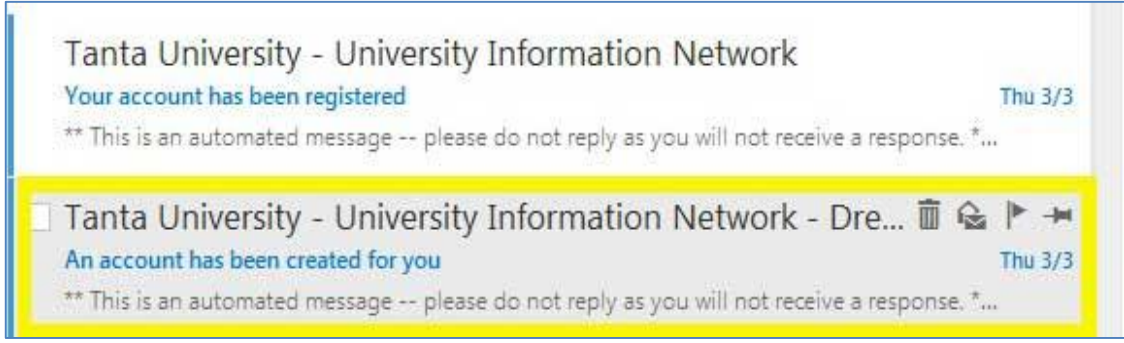 Tanta University - University Information Network
Your account has been registered Thu 3/3
** This is an automated message -- please do not reply as you will not receive a response. *...
Tanta University - University Information Network - Dre...
An account has been created for you Thu 3/3
** This is an automated message -- please do not reply as you will not receive a response. *...